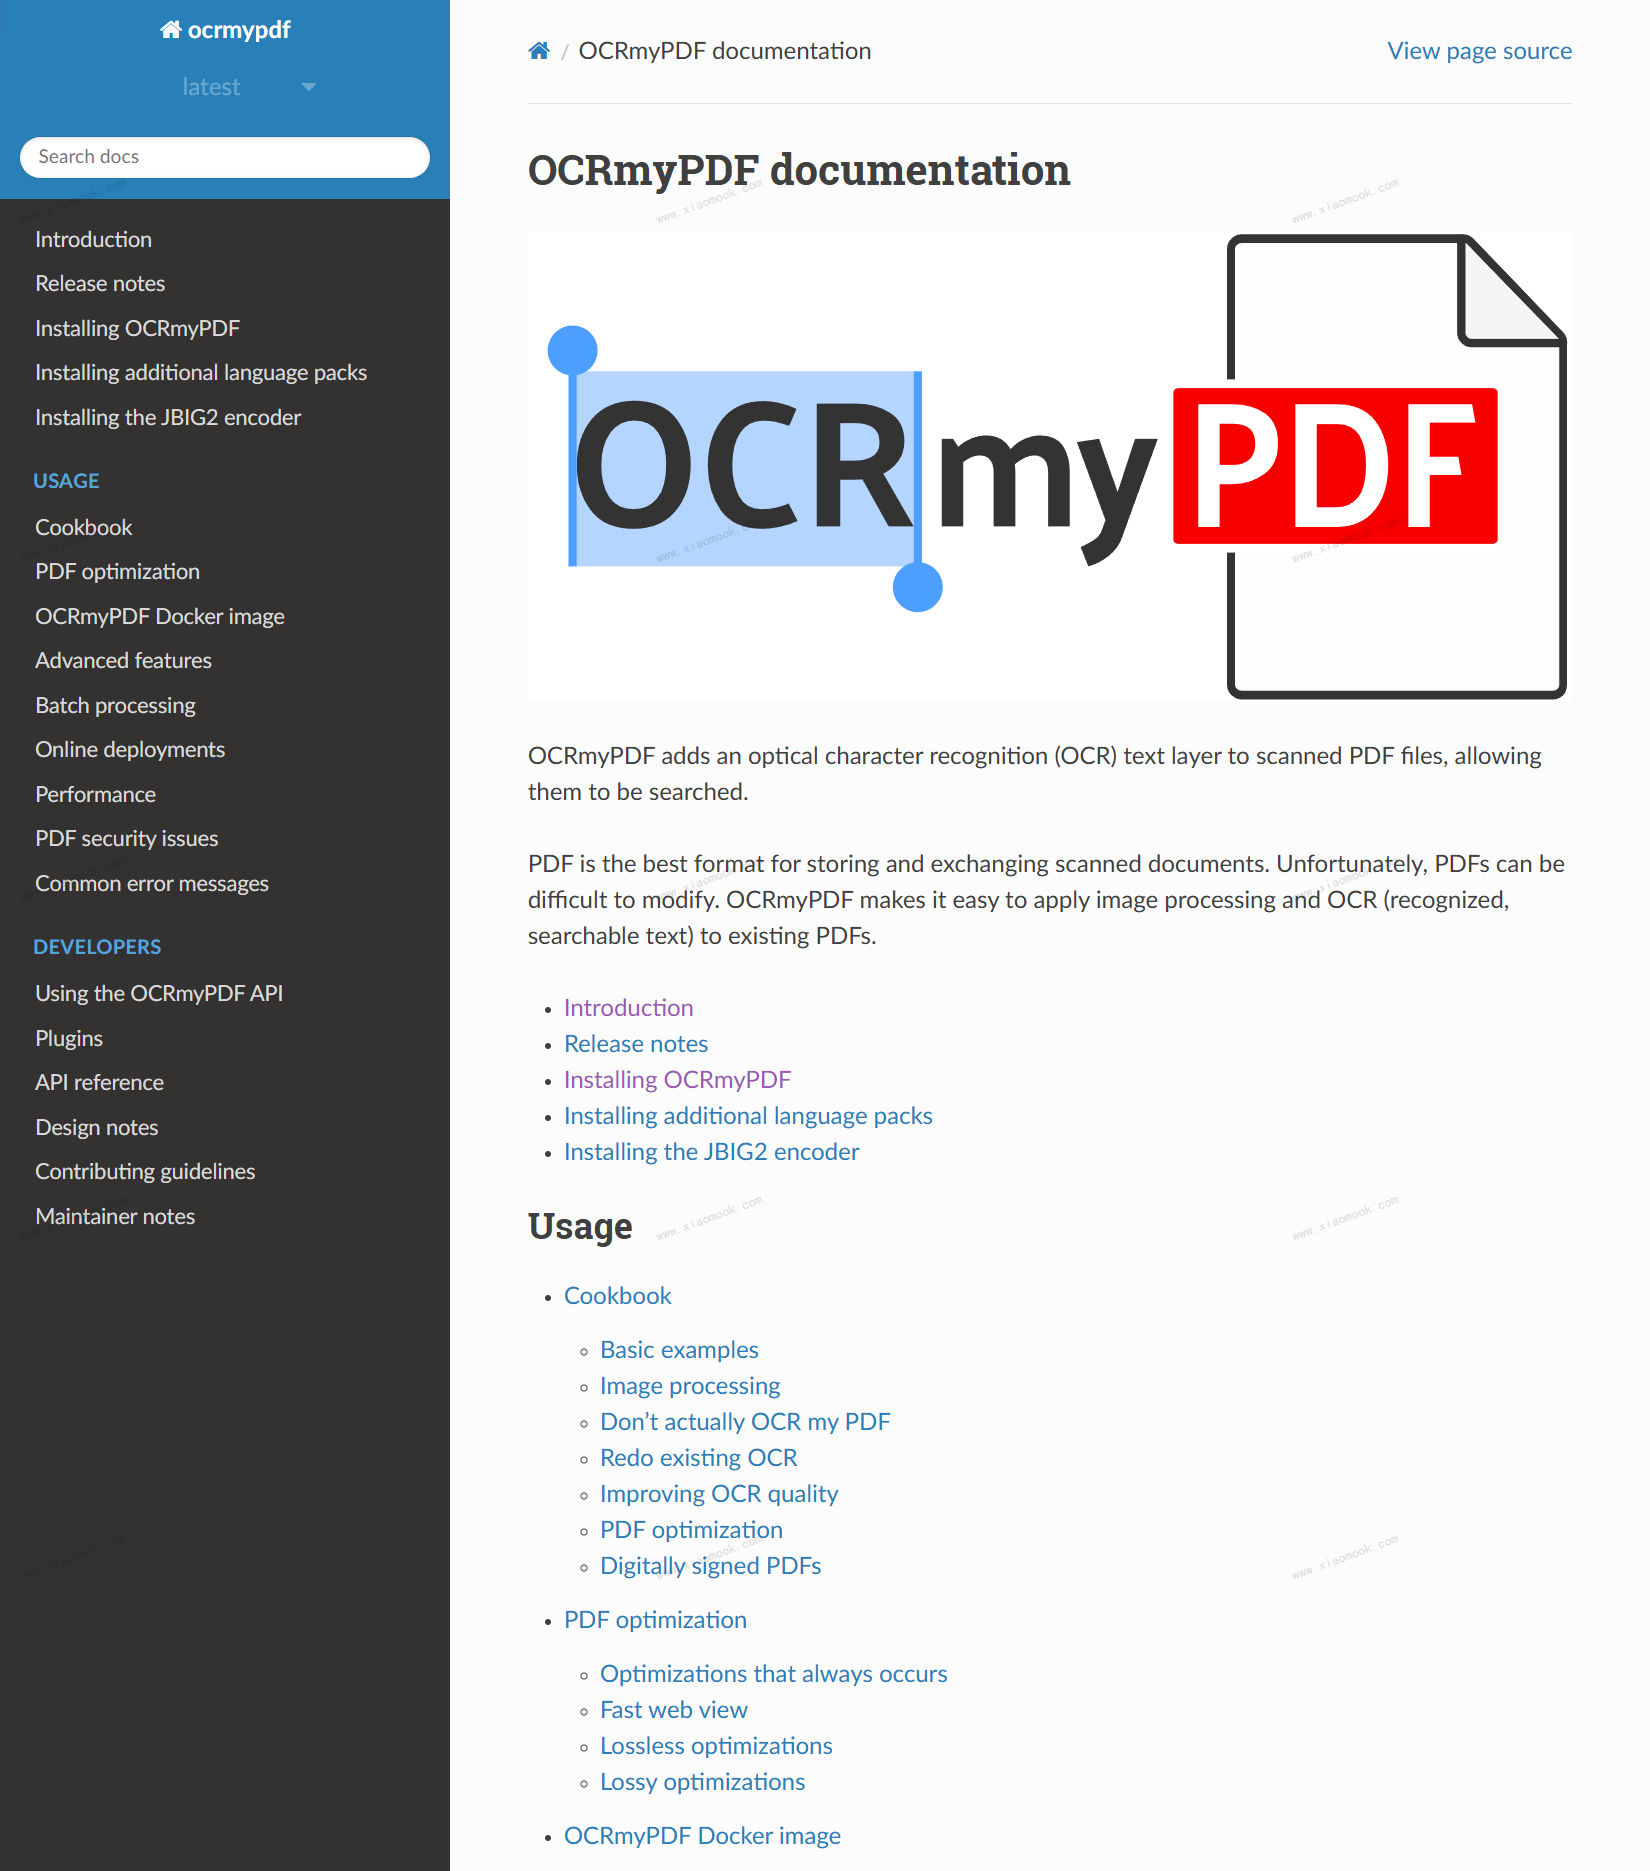 ocrmypdf
latest
Search docs
Introduction
Release notes
Installing OCRmyPDF
Installing additional language packs
Installing the JBIG2 encoder
USAGE
Cookbook
PDF optimization
OCRmyPDF Docker image
Advanced features
Batch processing
Online deployments
Performance
PDF security issues
Common error messages
DEVELOPERS
Using the OCRmyPDF API
Plugins
API reference
Design notes
Contributing guidelines
Maintainer notes
/ OCRmyPDF documentation
View page source
OCRmyPDF documentation
www.xiaomook.com
OCRmyPDF
OCRmyPDF adds an optical character recognition (OCR) text layer to scanned PDF files, allowing
them to be searched.
PDF is the best format for storing and exchanging scanned documents. Unfortunately, PDFs can be
difficult to modify. OCRmyPDF makes it easy to apply image processing and OCR (recognized,
searchable text) to existing PDFs.
• Introduction
• Release notes
• Installing OCRmyPDF
• Installing additional language packs
• Installing the JBIG2 encoder
Usage
• Cookbook
◦ Basic examples
◦ Image processing
◦ Don’t actually OCR my PDF
◦ Redo existing OCR
◦ Improving OCR quality
◦ PDF optimization
◦ Digitally signed PDFs
• PDF optimization
◦ Optimizations that always occurs
◦ Fast web view
◦ Lossless optimizations
◦ Lossy optimizations
• OCRmyPDF Docker image